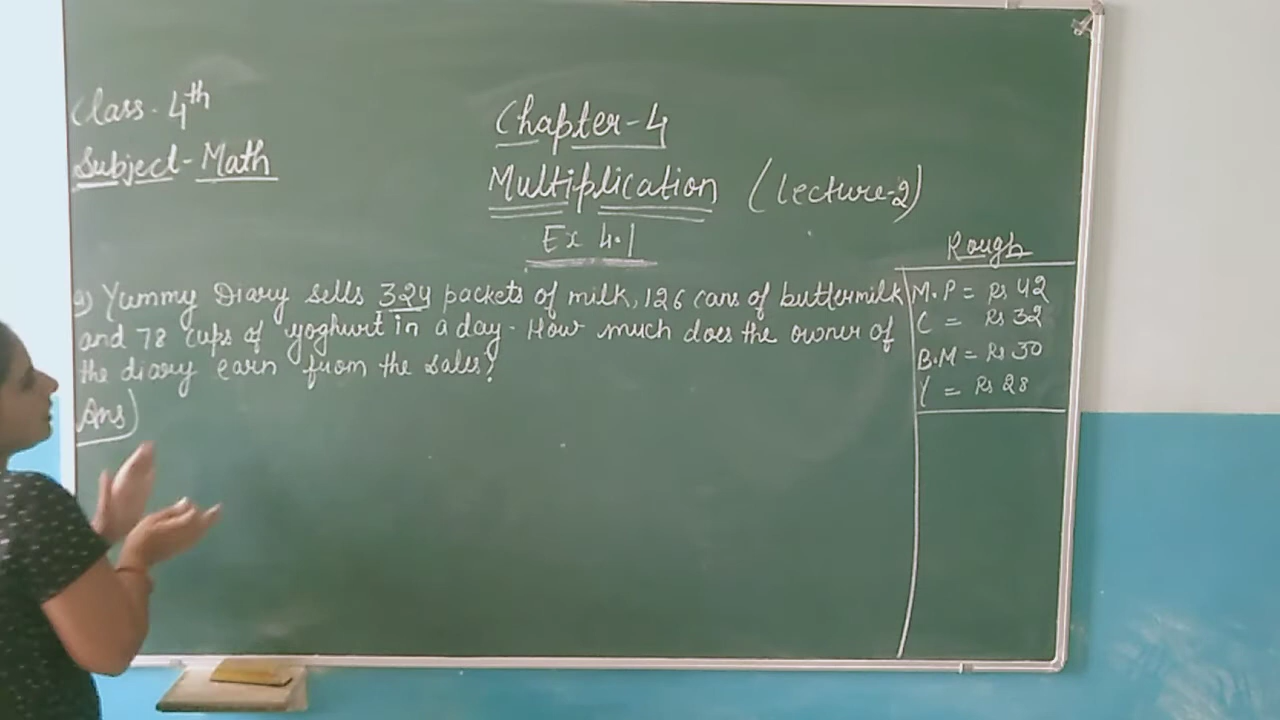 Class- 4th
Subject- Math
Chapter-4
Multiplication (Lecture-2)
Ex 4.1
a) Yummy Diary sells 324 packets of milk, 126 cans of buttermilk
and 78 cups of yoghurt in a day. How much does the owner of
the diary earn from the sales?
Ans)
Rough
M.P = Rs 42
C = Rs 32
B.M = Rs 30
Y = Rs 28